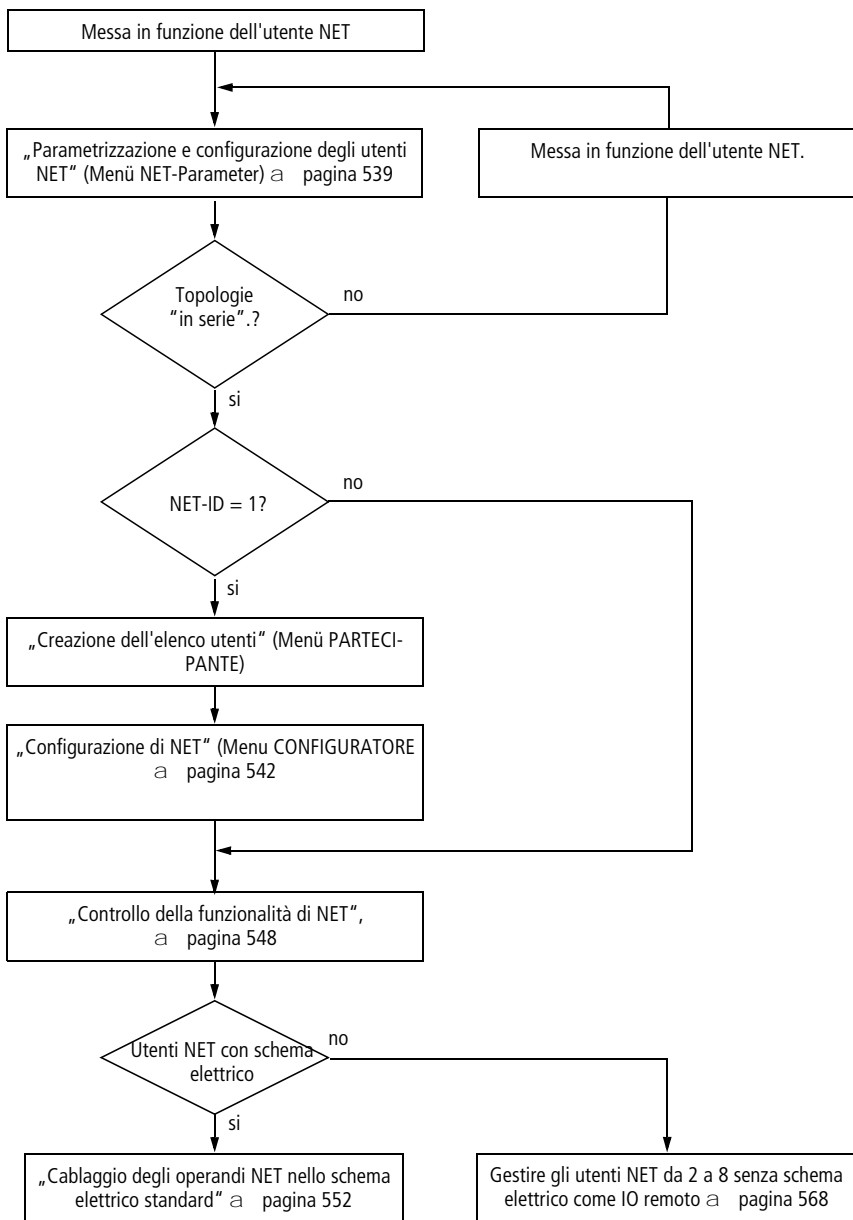 Messa in funzione dell'utente NET
„Parametrizzazione e configurazione degli utenti
NET“ (Menü NET-Parameter) a pagina 539
Messa in funzione dell'utente NET.
Topologie
“in serie”.?
no
si
NET-ID = 1?
no
si
„Creazione dell'elenco utenti“ (Menü PARTECI-
PANTE)
„Configurazione di NET“ (Menu CONFIGURATORE
a pagina 542
„Controllo della funzionalità di NET“,
a pagina 548
Utenti NET con schema
elettrico
no
si
„Cablaggio degli operandi NET nello schema
elettrico standard“ a pagina 552
Gestire gli utenti NET da 2 a 8 senza schema
elettrico come IO remoto a pagina 568